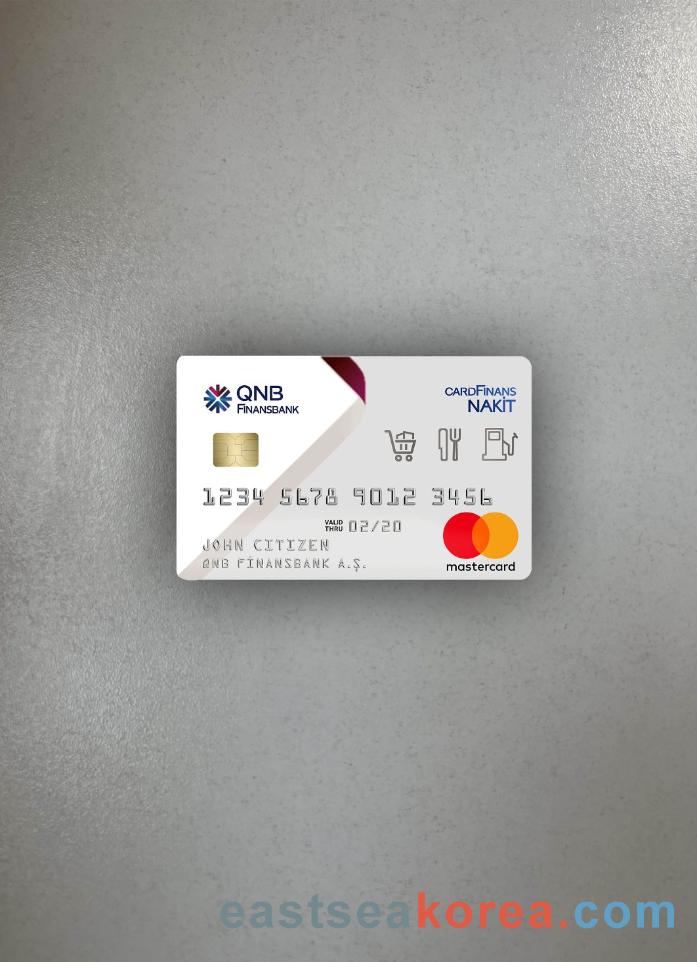 QNB
FİNANSBANK
CARDFİNANS
NAKİT
1234 5678 9012 3456
VALID
THRU 02/20
JOHN CITIZEN
QNB FİNANSBANK A.Ş.
mastercard
eastseakorea.com